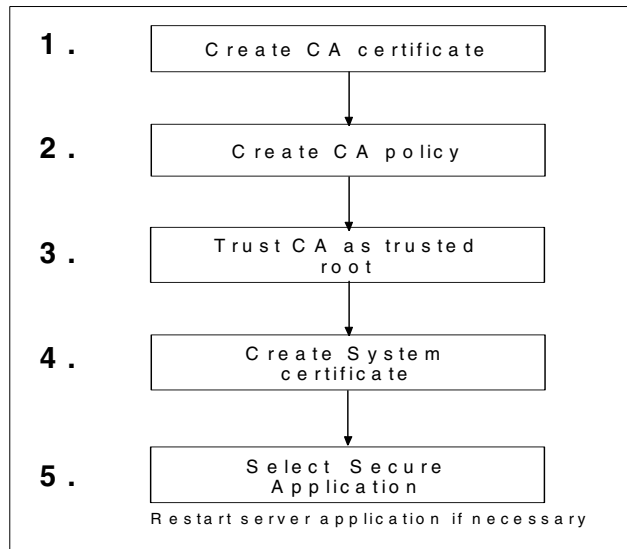 1. Create CA certificate
2. Create CA policy
3. Trust CA as trusted
root
4. Create System
certificate
5. Select Secure
Application
Restart server application if necessary